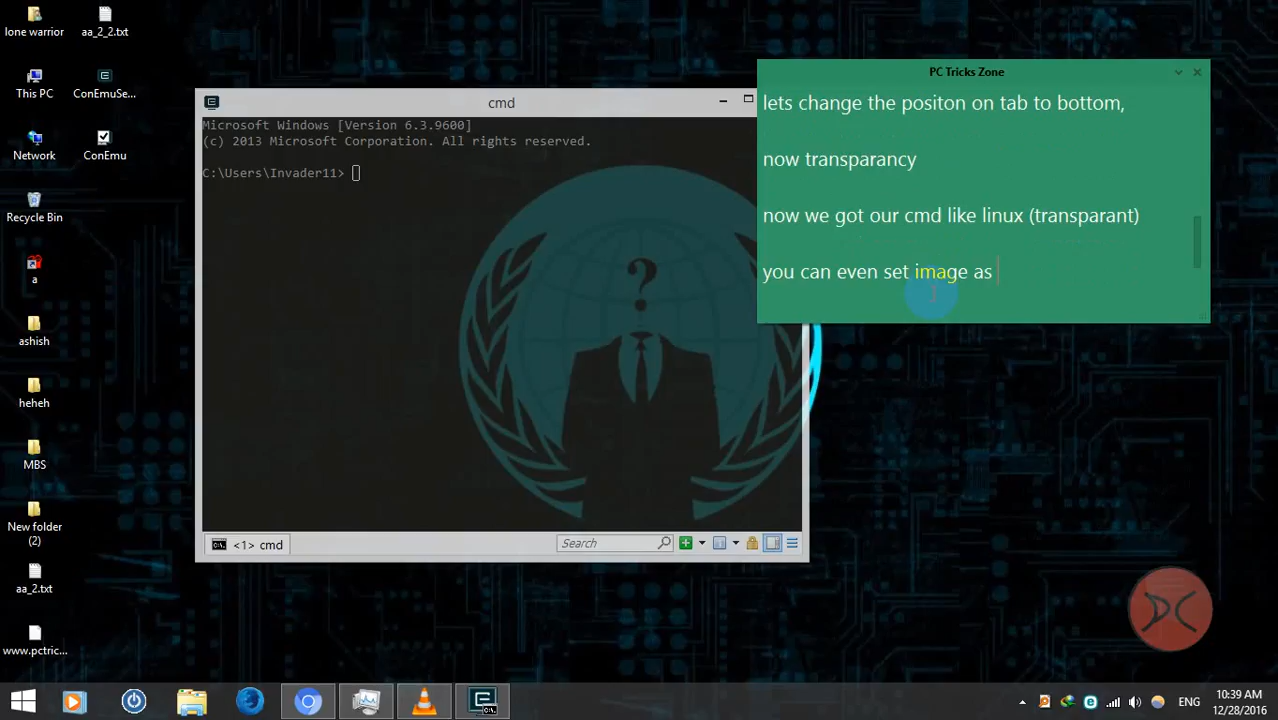 lone warrior
aa_2_2.txt
This PC
ConEmuSe...
Network
ConEmu
Recycle Bin
a
ashish
heheh
MBS
New folder
(2)
aa_2.txt
www.pctric...
cmd
Microsoft Windows [Version 6.3.9600]
(c) 2013 Microsoft Corporation. All rights reserved.
C:\Users\Invader11>
<1> cmd
Search
PC Tricks Zone
lets change the positon on tab to bottom,
now transparancy
now we got our cmd like linux (transparant)
you can even set image as
?
ENG
10:39 AM
12/28/2016